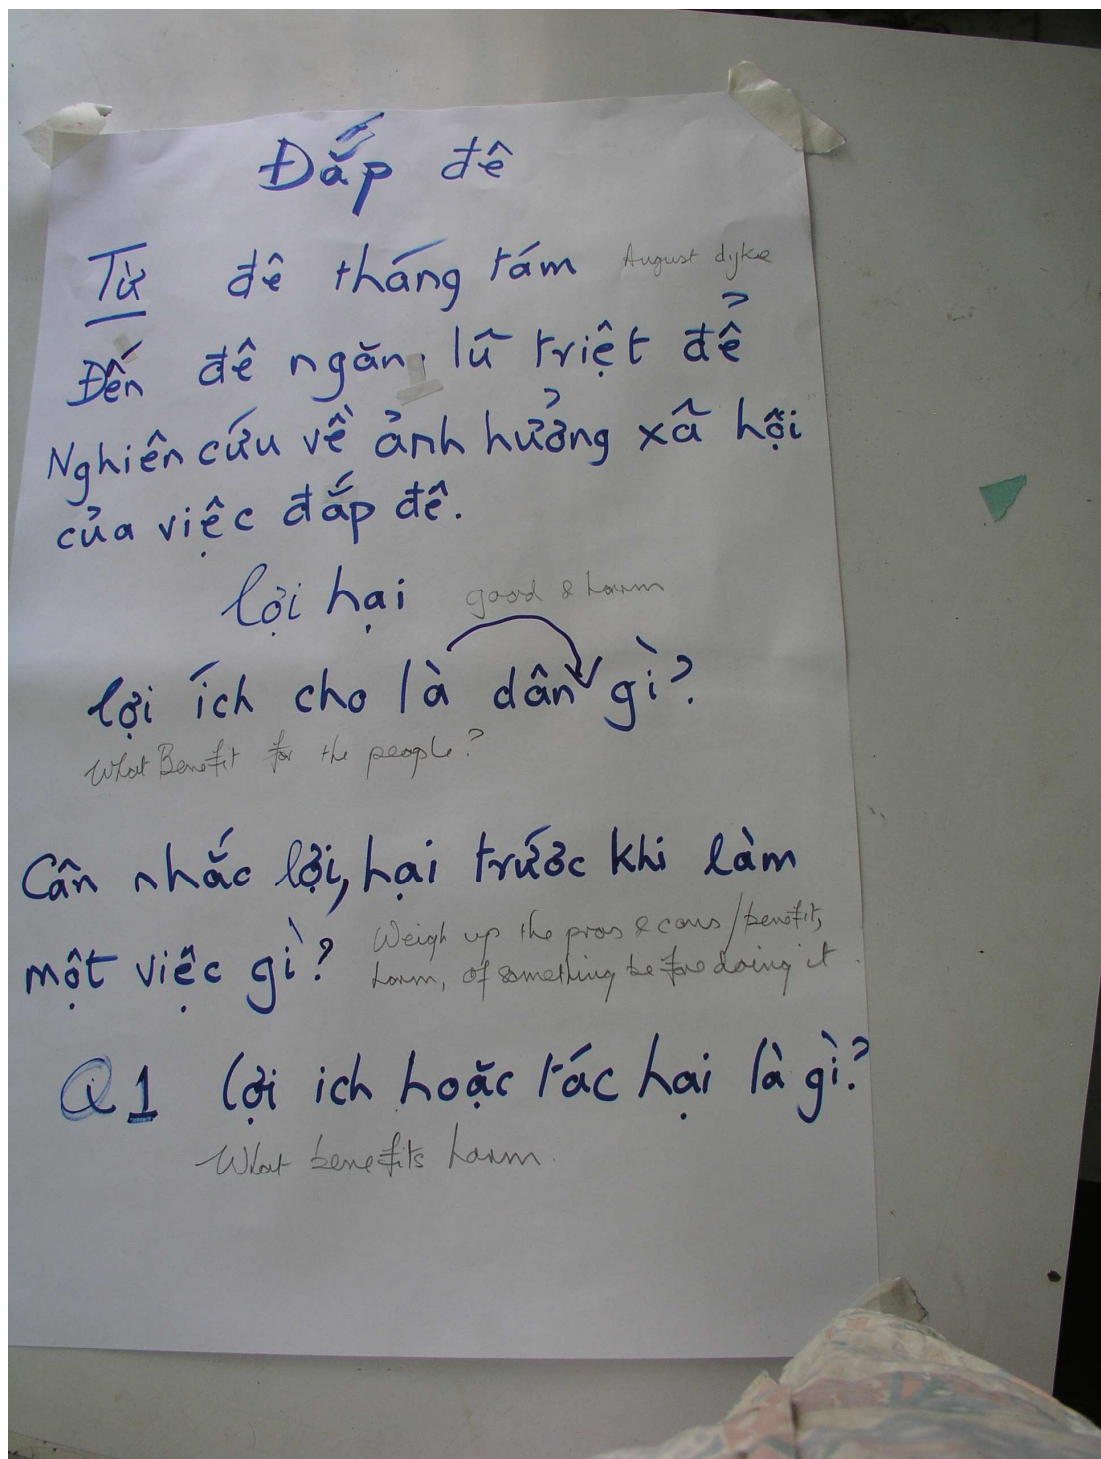 Đắp đê
Từ đê tháng tám August dyke
Đến đê ngăn lũ triệt để
Nghiên cứu về ảnh hưởng xã hội
của việc đắp đê.
lợi hại good & harm
lợi ích cho là dân gì?
What Benefit for the people?
Cân nhắc lợi, hại trước khi làm
một việc gì? Weigh up the pros & cons / benefit,
harm, of something before doing it.
Q1 lợi ich hoặc tác hại là gì?
What benefits harm.